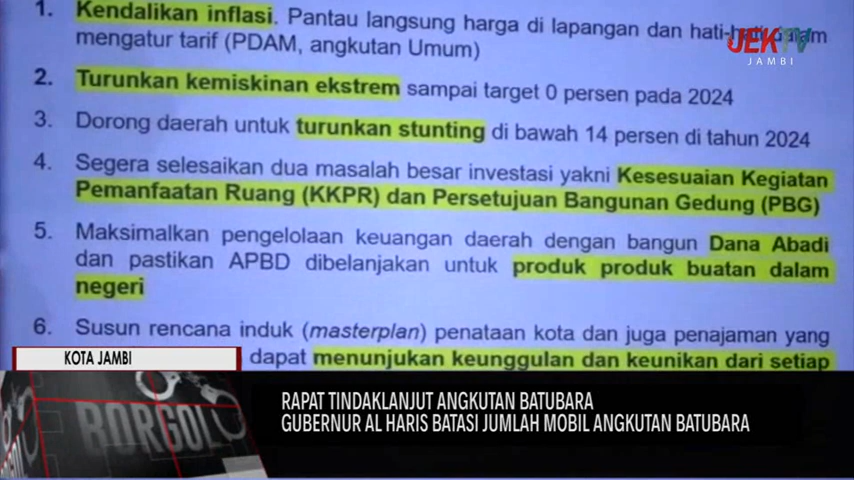 1. Kendalikan inflasi. Pantau langsung harga di lapangan dan hati-hati dalam
mengatur tarif (PDAM, angkutan Umum)
JEKTV
JAMBI
2. Turunkan kemiskinan ekstrem sampai target 0 persen pada 2024
3. Dorong daerah untuk turunkan stunting di bawah 14 persen di tahun 2024
4. Segera selesaikan dua masalah besar investasi yakni Kesesuaian Kegiatan
Pemanfaatan Ruang (KKPR) dan Persetujuan Bangunan Gedung (PBG)
5. Maksimalkan pengelolaan keuangan daerah dengan bangun Dana Abadi
dan pastikan APBD dibelanjakan untuk produk produk buatan dalam
negeri
6. Susun rencana induk (masterplan) penataan kota dan juga penajaman yang
dapat menunjukan keunggulan dan keunikan dari setiap
KOTA JAMBI
BORGOL
RAPAT TINDAKLANJUT ANGKUTAN BATUBARA
GUBERNUR AL HARIS BATASI JUMLAH MOBIL ANGKUTAN BATUBARA